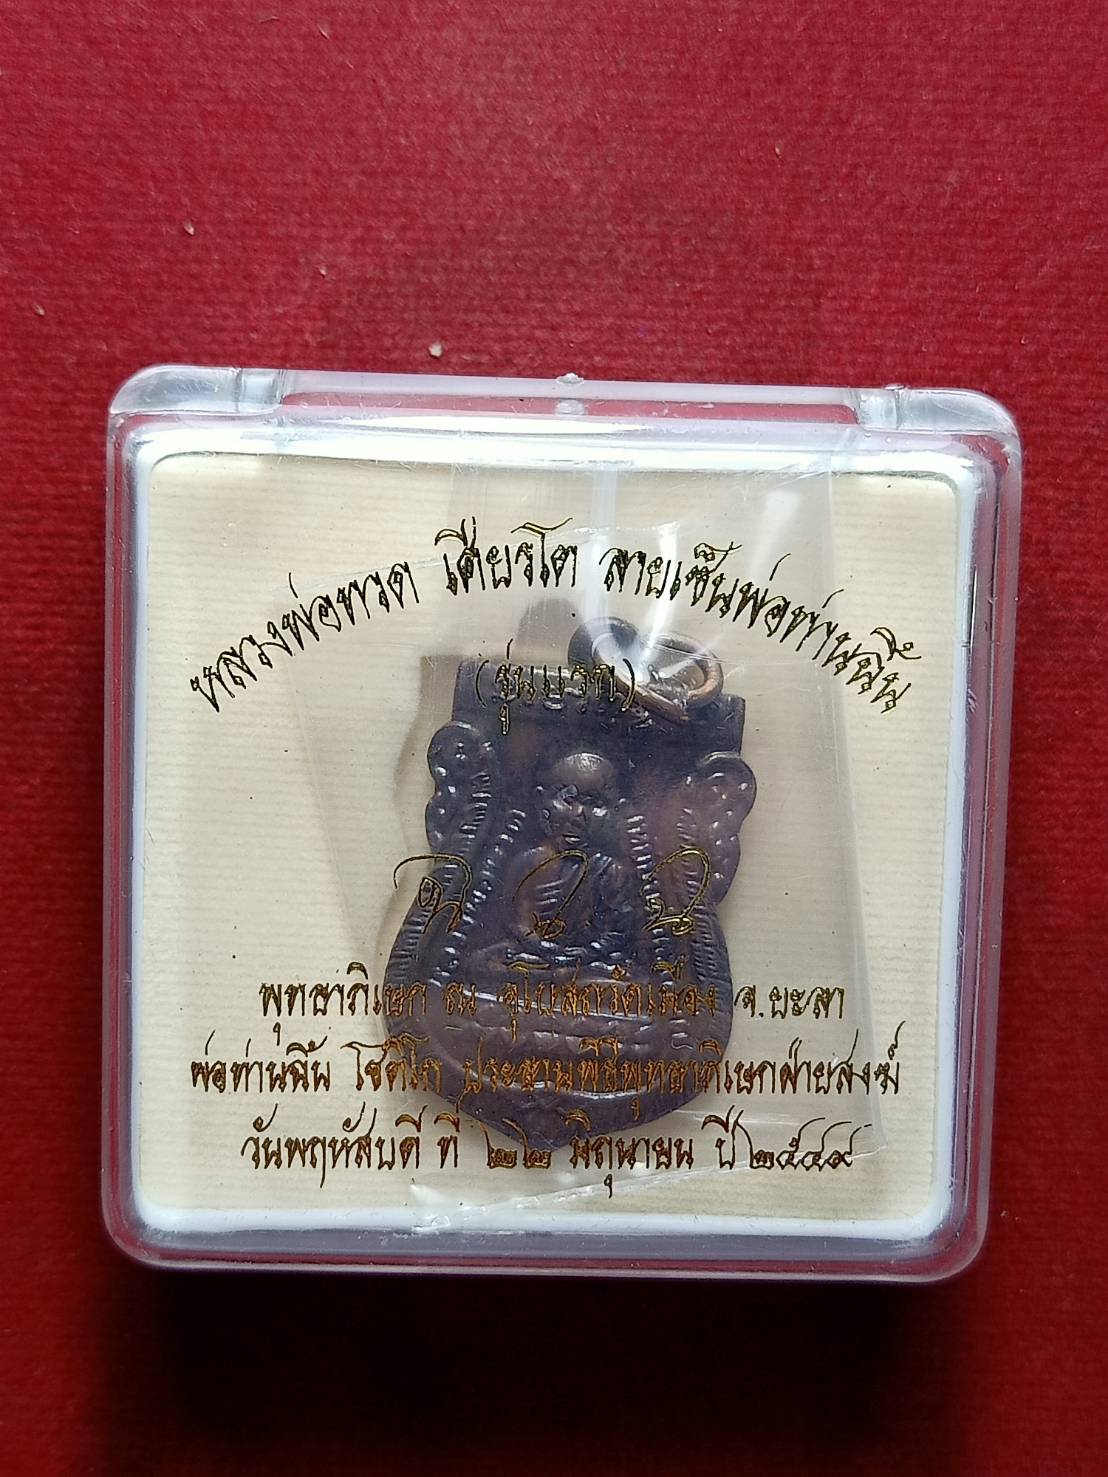 หลวงพ่อทวด เศียรโต ลายเซ็นพ่อท่านฉิ้น
(รุ่นแรก)
พุทธาภิเษก ณ อุโบสถวัดเมือง จ.ยะลา
พ่อท่านฉิ้น โชติโก ประธานพิธีพุทธาภิเษกฝ่ายสงฆ์
วันพฤหัสบดี ที่ ๒๒ มิถุนายน ปี ๒๕๔๙